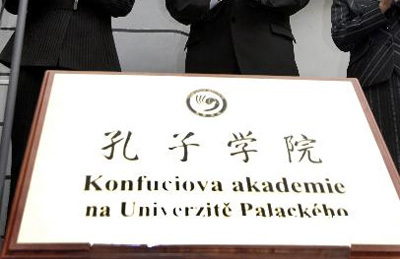 孔子学院
Konfuciova akademie
na Univerzitě Palackého